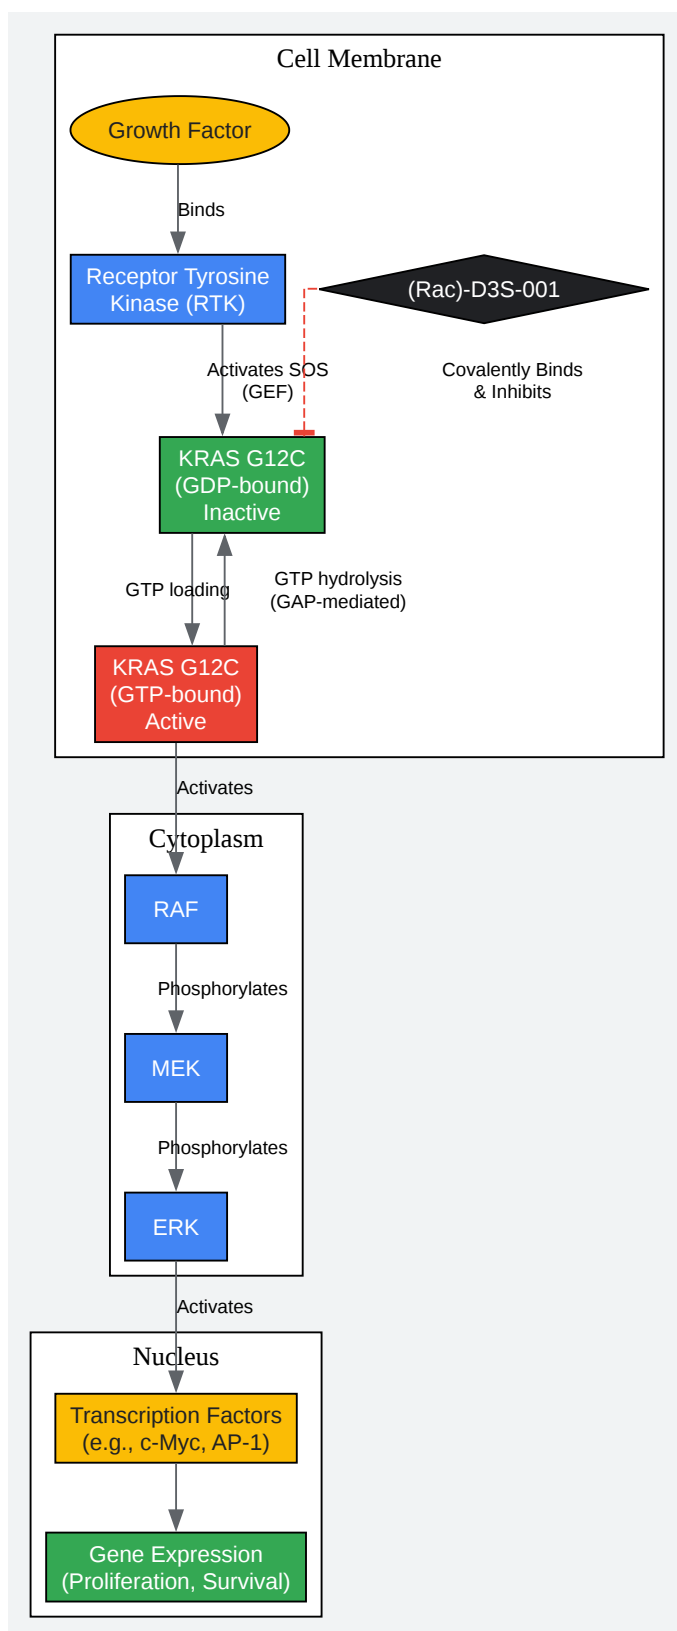 Cell Membrane
Growth Factor
Binds
Receptor Tyrosine
Kinase (RTK)
(Rac)-D3S-001
Activates SOS
(GEF)
Covalently Binds
& Inhibits
KRAS G12C
(GDP-bound)
Inactive
GTP loading
GTP hydrolysis
(GAP-mediated)
KRAS G12C
(GTP-bound)
Active
Activates
Cytoplasm
RAF
Phosphorylates
MEK
Phosphorylates
ERK
Activates
Nucleus
Transcription Factors
(e.g., c-Myc, AP-1)
Gene Expression
(Proliferation, Survival)